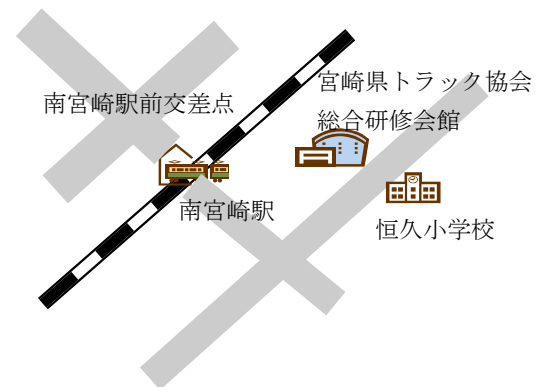 宮崎県トラック協会
総合研修会館
南宮崎駅前交差点
南宮崎駅
恒久小学校